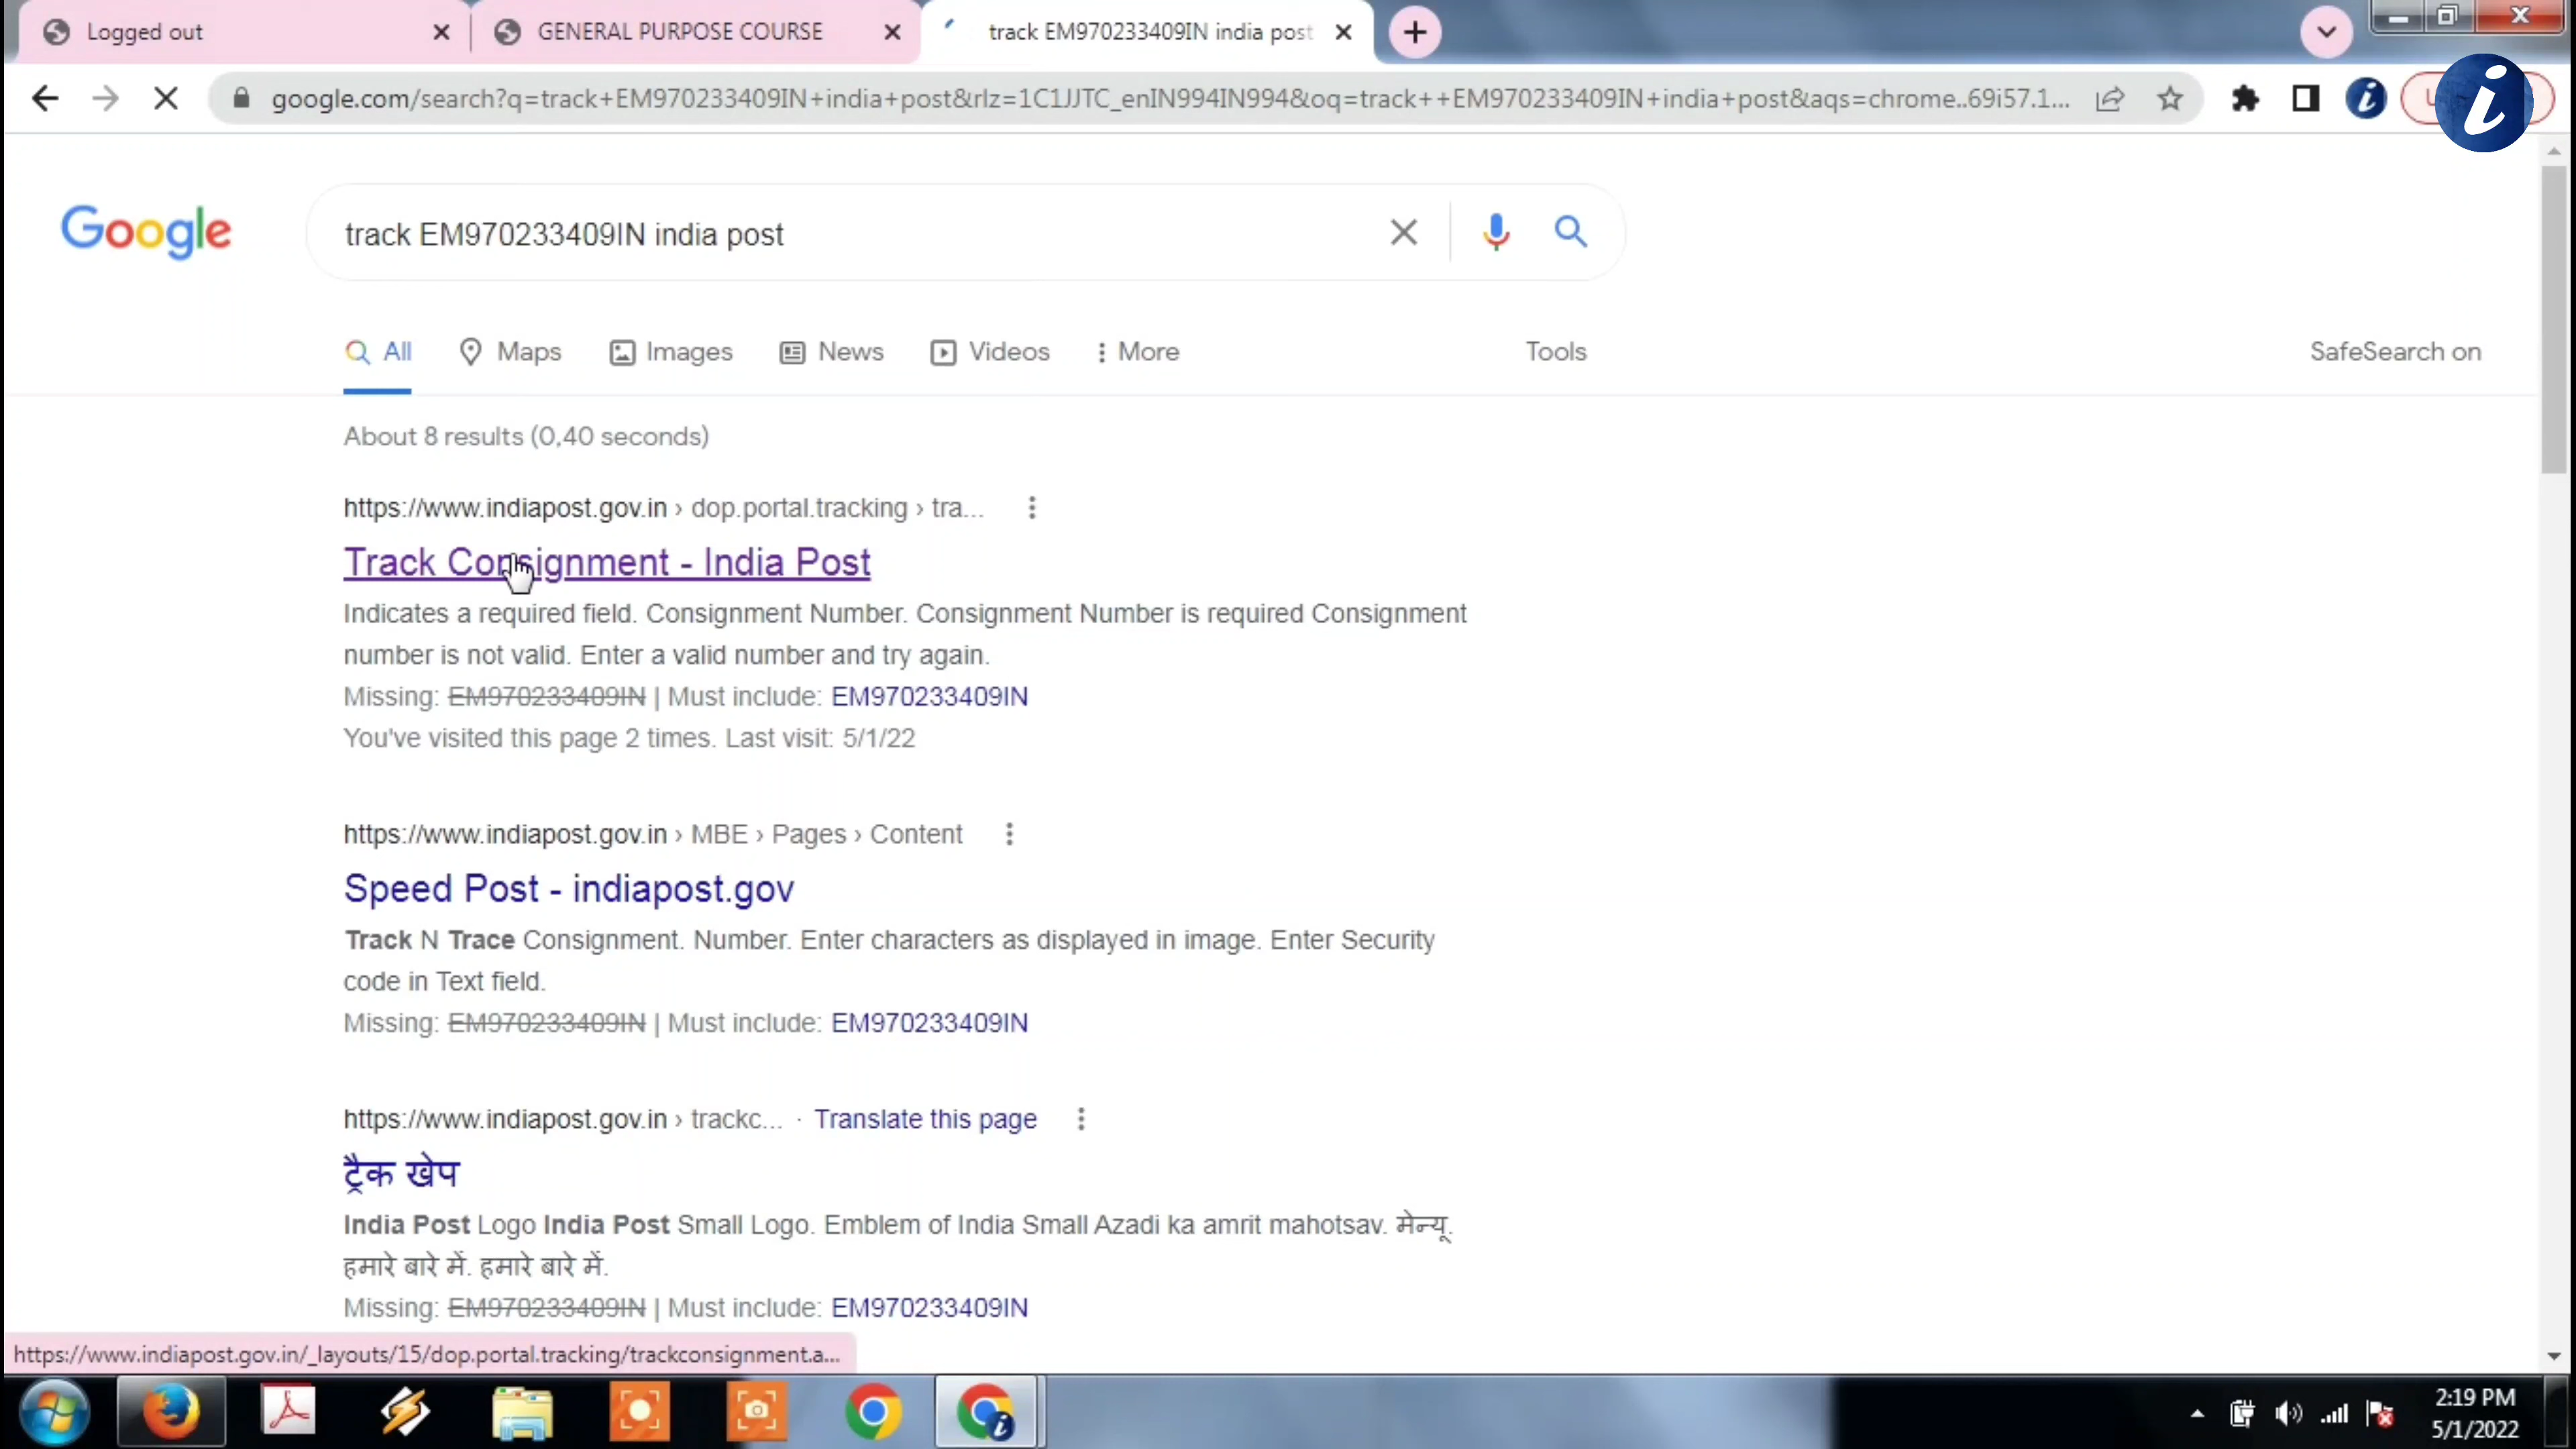 Logged out
GENERAL PURPOSE COURSE
track EM970233409IN india post
google.com/search?q=track+EM970233409IN+india+post&rlz=1C1JJTC_enIN994IN994&oq=track++EM970233409IN+india+post&aqs=chrome..69i57.1...
Google
track EM970233409IN india post
All Maps Images News Videos More Tools SafeSearch on
About 8 results (0,40 seconds)
https://www.indiapost.gov.in › dop.portal.tracking › tra...
Track Consignment - India Post
Indicates a required field. Consignment Number. Consignment Number is required Consignment
number is not valid. Enter a valid number and try again.
Missing: EM970233409IN | Must include: EM970233409IN
You've visited this page 2 times. Last visit: 5/1/22
https://www.indiapost.gov.in › MBE › Pages › Content
Speed Post - indiapost.gov
Track N Trace Consignment. Number. Enter characters as displayed in image. Enter Security
code in Text field.
Missing: EM970233409IN | Must include: EM970233409IN
https://www.indiapost.gov.in › trackc... · Translate this page
ट्रैक खेप
India Post Logo India Post Small Logo. Emblem of India Small Azadi ka amrit mahotsav. मेन्यू.
हमारे बारे में. हमारे बारे में.
Missing: EM970233409IN | Must include: EM970233409IN
https://www.indiapost.gov.in/_layouts/15/dop.portal.tracking/trackconsignment.a...
2:19 PM
5/1/2022